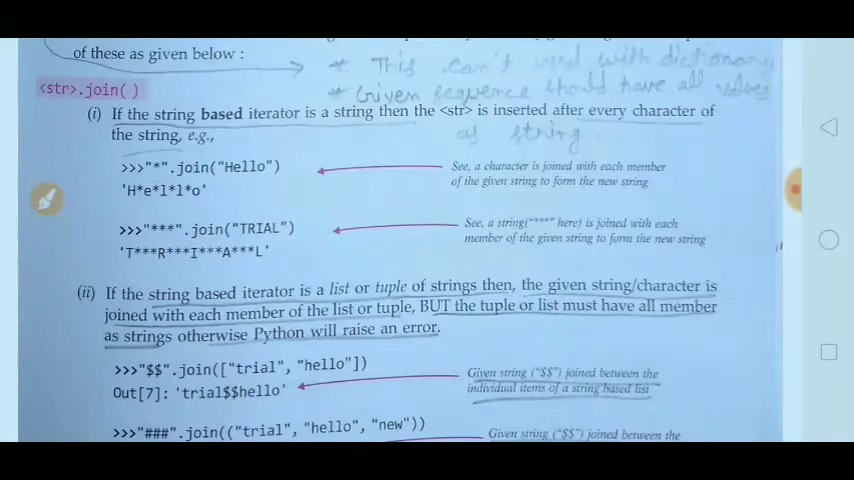 of these as given below :
* This can't used with dictionary
* Given sequence should have all values
as string
<str>.join( )
(i) If the string based iterator is a string then the <str> is inserted after every character of
the string, e.g.,
>>>"*".join("Hello")
'H*e*l*l*o'
See, a character is joined with each member
of the given string to form the new string
>>>"***".join("TRIAL")
'T***R***I***A***L'
See, a string("***" here) is joined with each
member of the given string to form the new string
(ii) If the string based iterator is a list or tuple of strings then, the given string/character is
joined with each member of the list or tuple, BUT the tuple or list must have all member
as strings otherwise Python will raise an error.
>>>"$$".join(["trial", "hello"])
Out[7]: 'trial$$hello'
Given string ("$$") joined between the
individual items of a string based list
>>>"###".join(("trial", "hello", "new"))
Given string ("$$") joined between the